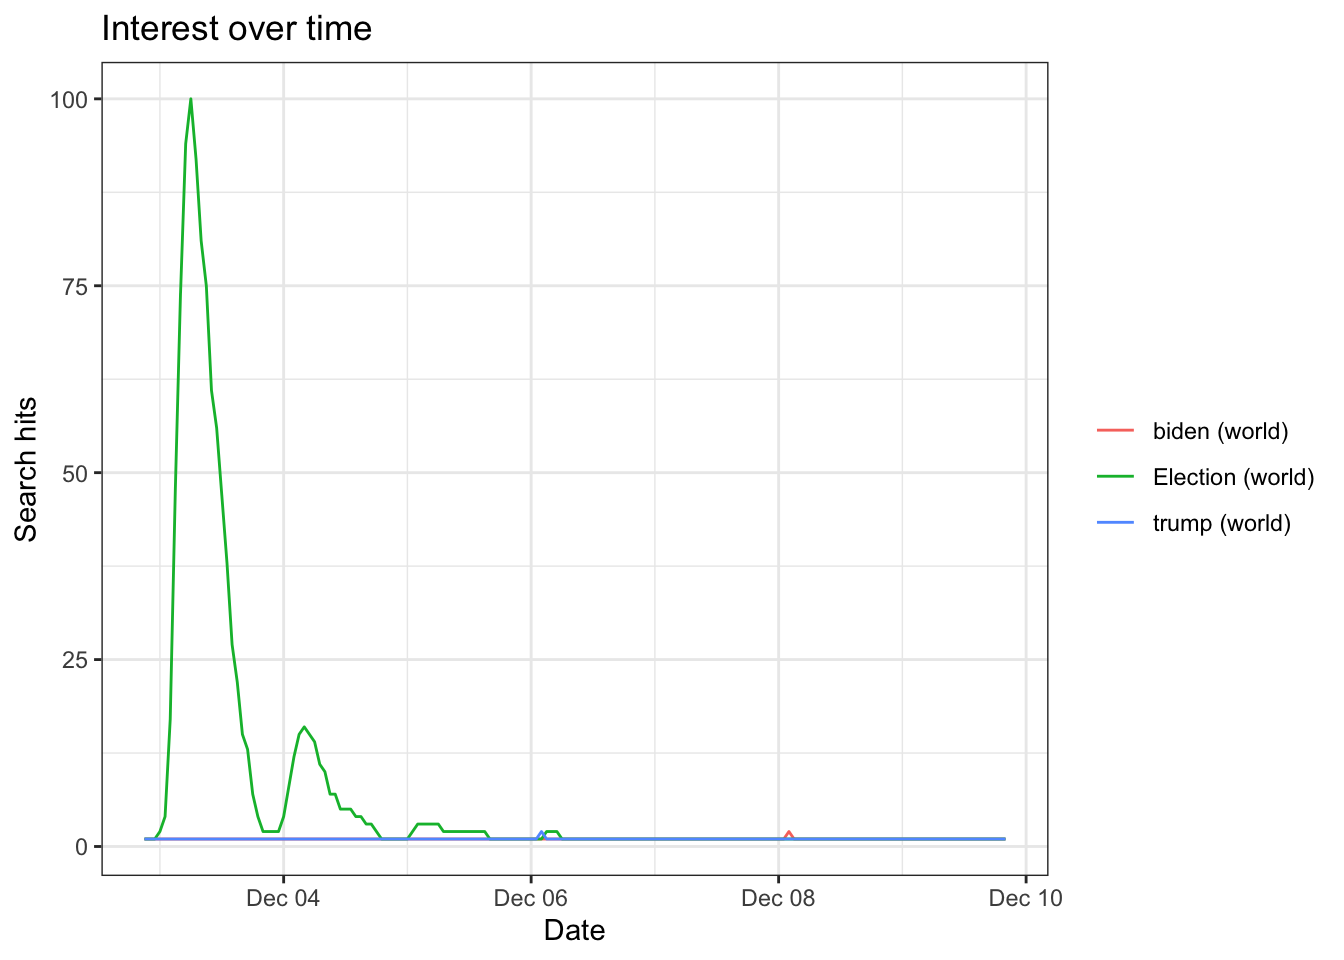 Interest over time
100
75
50
25
0
Search hits
Dec 04
Dec 06
Dec 08
Dec 10
Date
biden (world)
Election (world)
trump (world)